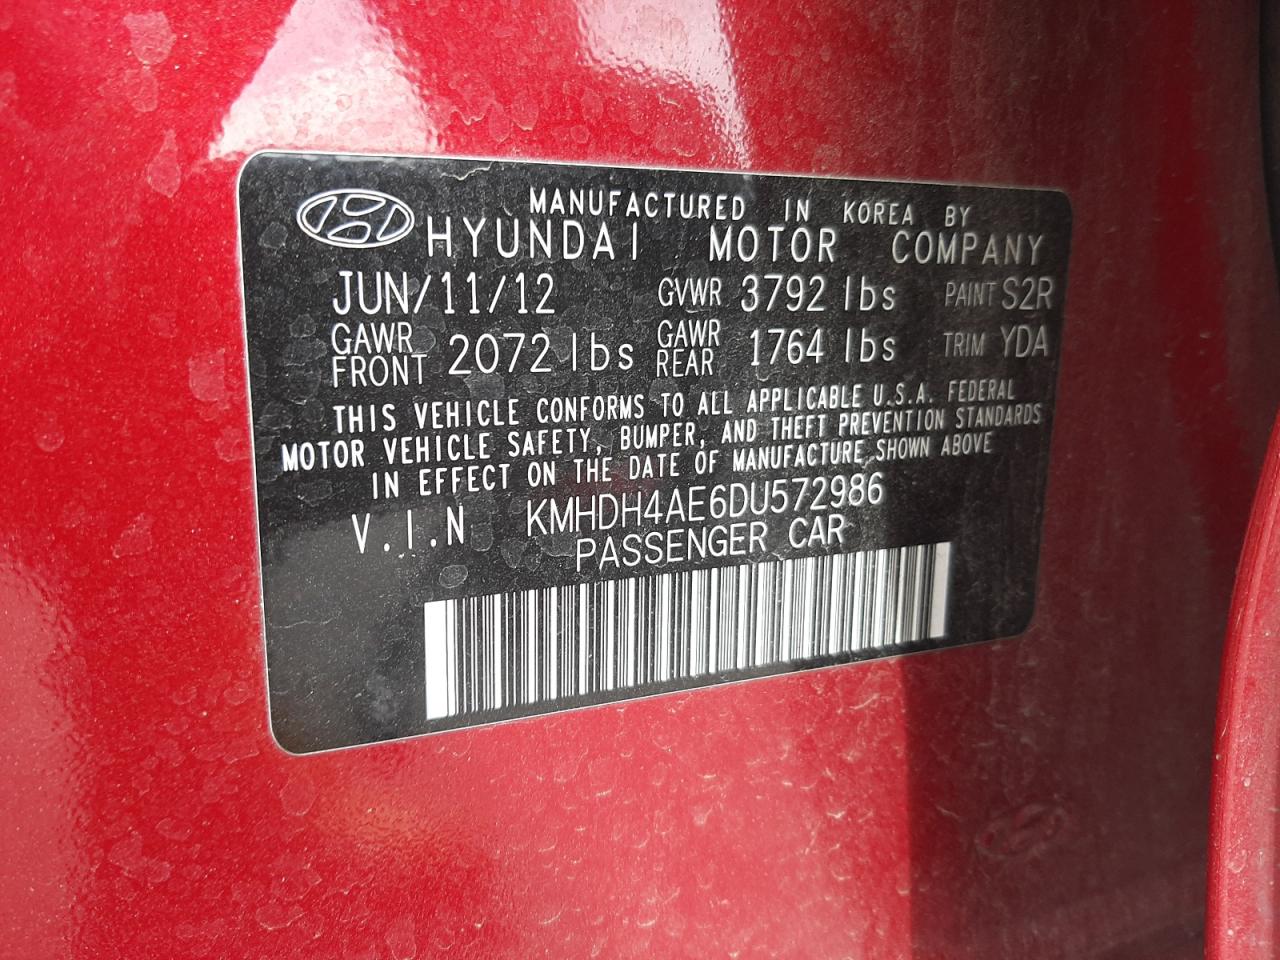 MANUFACTURED IN KOREA BY
HYUNDAI MOTOR COMPANY
JUN/11/12 GVWR 3792 lbs PAINT S2R
GAWR FRONT 2072 lbs GAWR REAR 1764 lbs TRIM YDA
THIS VEHICLE CONFORMS TO ALL APPLICABLE U.S.A. FEDERAL
MOTOR VEHICLE SAFETY, BUMPER, AND THEFT PREVENTION STANDARDS
IN EFFECT ON THE DATE OF MANUFACTURE SHOWN ABOVE
V.I.N KMHDH4AE6DU572986
PASSENGER CAR